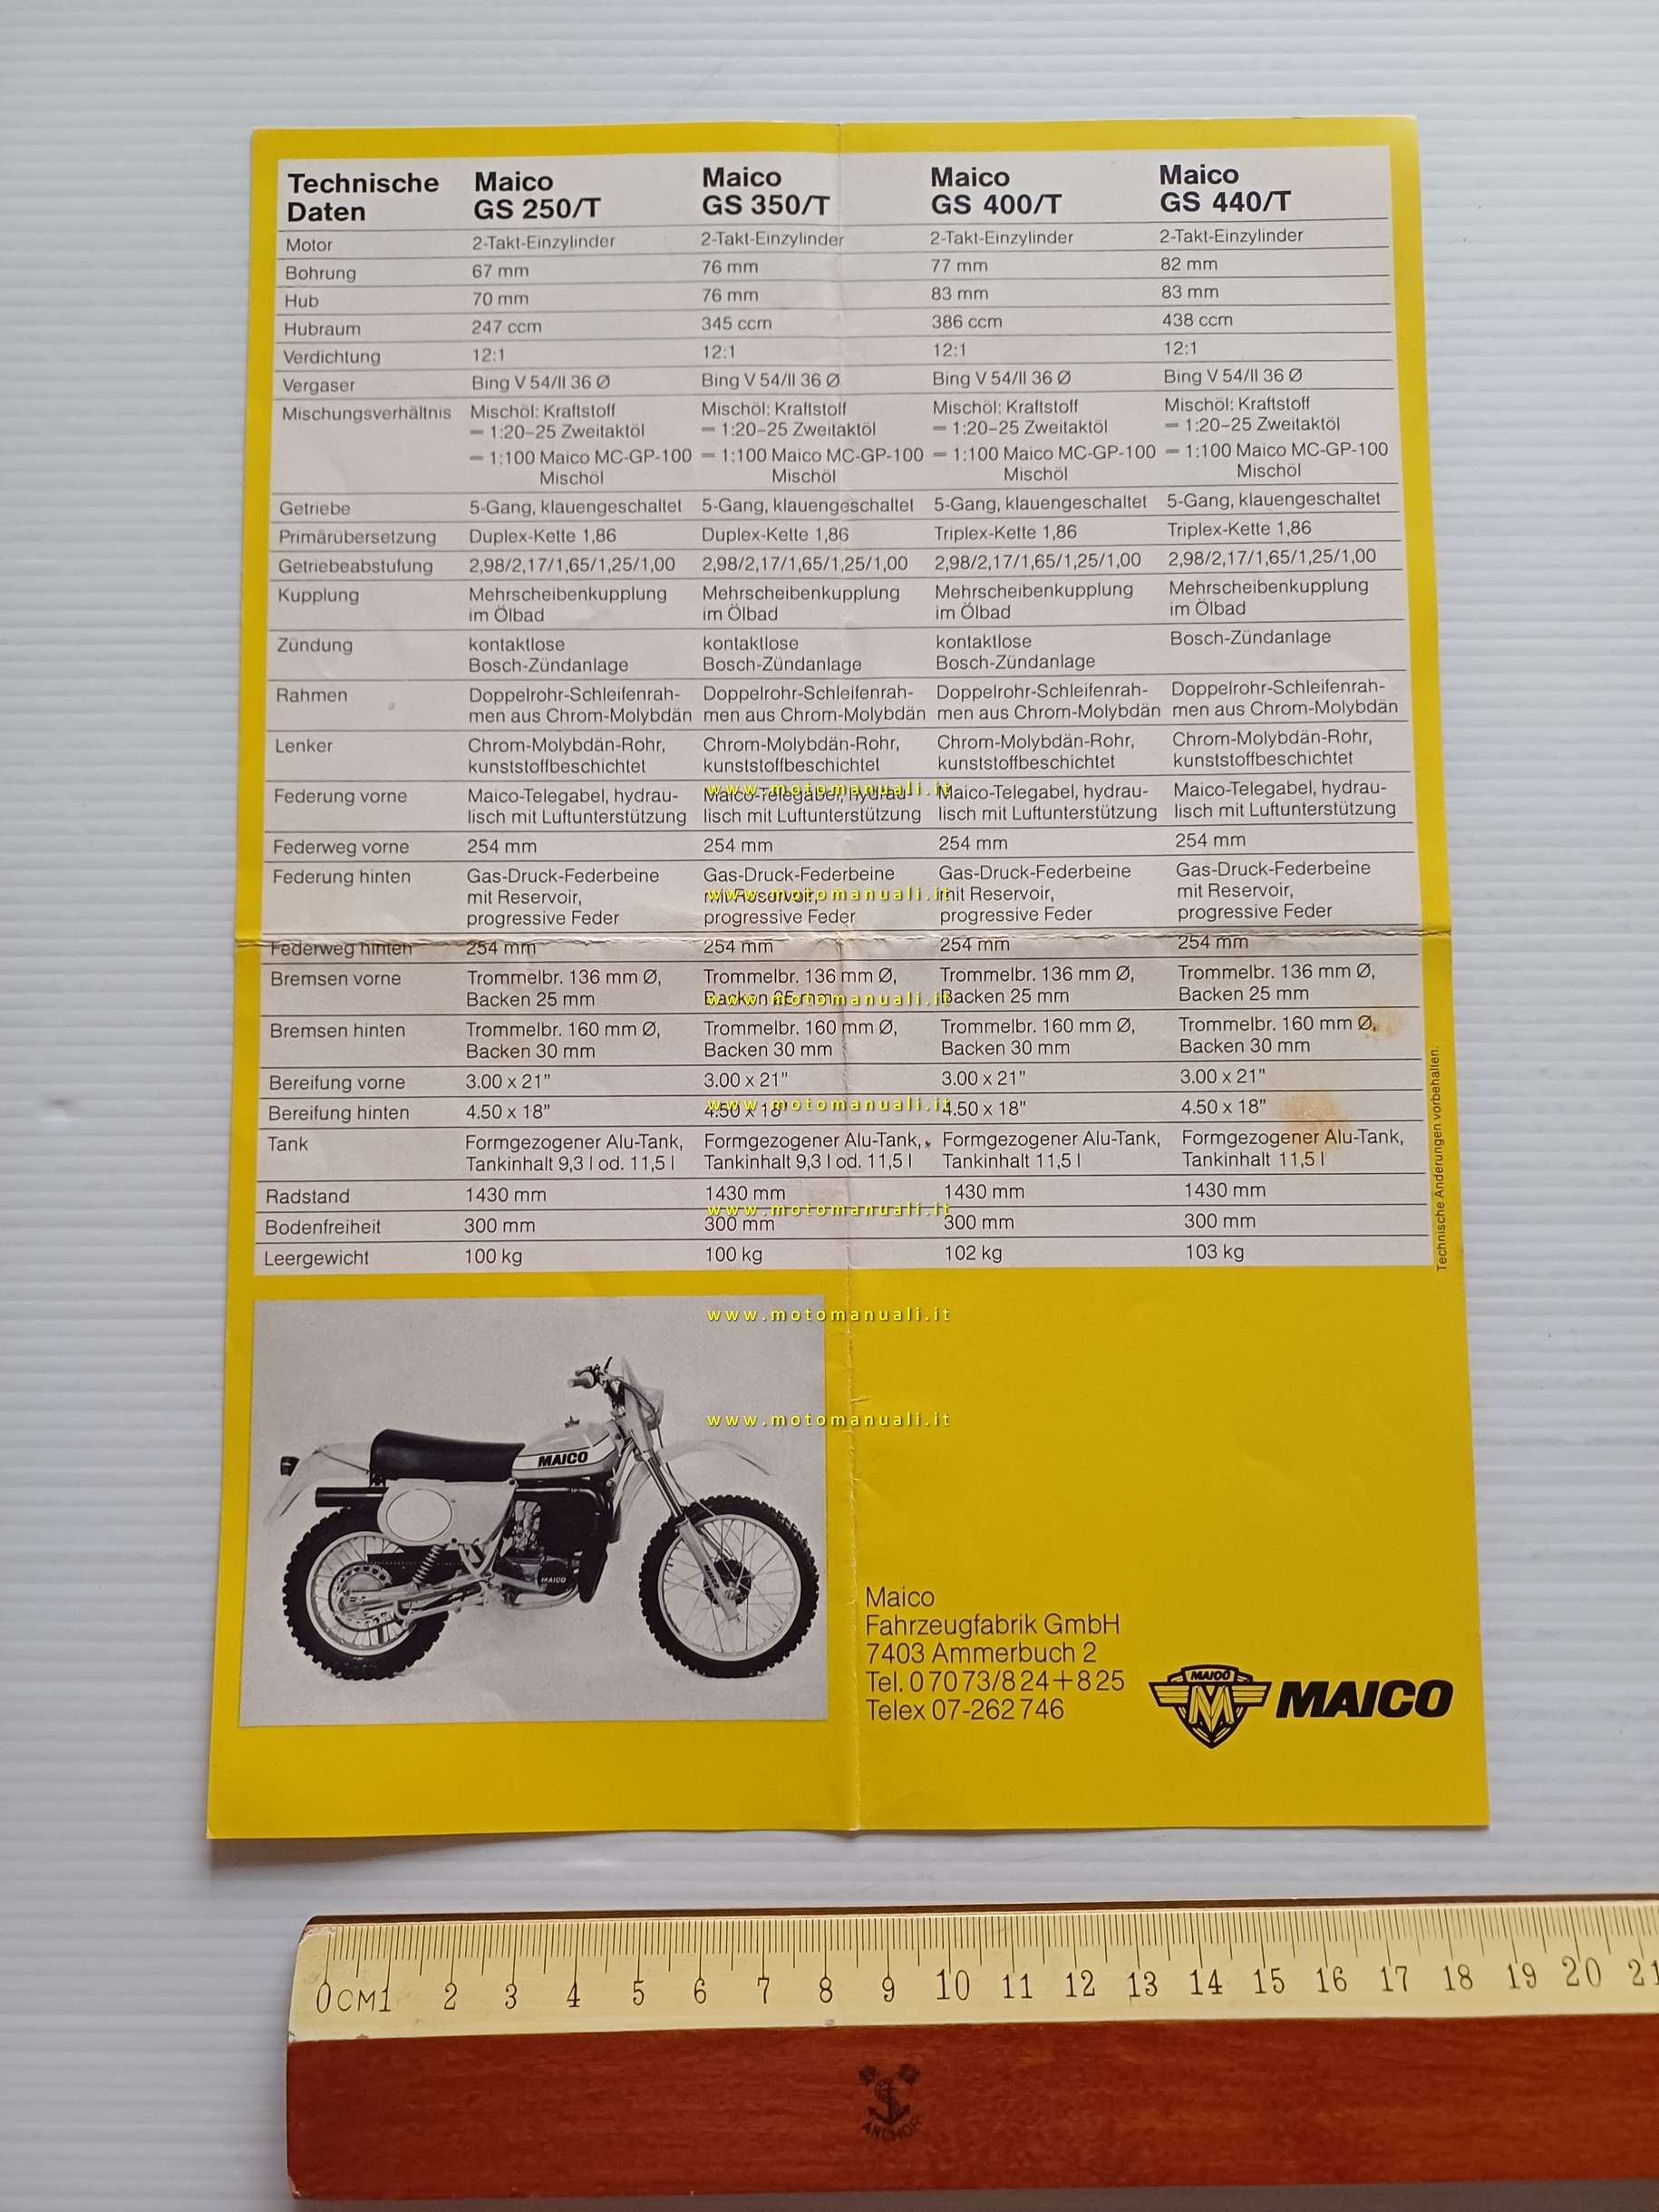 Technische Daten | Maico GS 250/T | Maico GS 350/T | Maico GS 400/T | Maico GS 440/T
Motor | 2-Takt-Einzylinder | 2-Takt-Einzylinder | 2-Takt-Einzylinder | 2-Takt-Einzylinder
Bohrung | 67 mm | 76 mm | 77 mm | 82 mm
Hub | 70 mm | 76 mm | 83 mm | 83 mm
Hubraum | 247 ccm | 345 ccm | 386 ccm | 438 ccm
Verdichtung | 12:1 | 12:1 | 12:1 | 12:1
Vergaser | Bing V 54/II 36 Ø | Bing V 54/II 36 Ø | Bing V 54/II 36 Ø | Bing V 54/II 36 Ø
Mischungsverhältnis | Mischöl: Kraftstoff | Mischöl: Kraftstoff | Mischöl: Kraftstoff | Mischöl: Kraftstoff
= 1:20–25 Zweitaktöl | = 1:20–25 Zweitaktöl | = 1:20–25 Zweitaktöl | = 1:20–25 Zweitaktöl
= 1:100 Maico MC-GP-100 | = 1:100 Maico MC-GP-100 | = 1:100 Maico MC-GP-100 | = 1:100 Maico MC-GP-100
Mischöl | Mischöl | Mischöl | Mischöl
Getriebe | 5-Gang, klauengeschaltet | 5-Gang, klauengeschaltet | 5-Gang, klauengeschaltet | 5-Gang, klauengeschaltet
Primärübersetzung | Duplex-Kette 1,86 | Duplex-Kette 1,86 | Triplex-Kette 1,86 | Triplex-Kette 1,86
Getriebeabstufung | 2,98/2,17/1,65/1,25/1,00 | 2,98/2,17/1,65/1,25/1,00 | 2,98/2,17/1,65/1,25/1,00 | 2,98/2,17/1,65/1,25/1,00
Kupplung | Mehrscheibenkupplung | Mehrscheibenkupplung | Mehrscheibenkupplung | Mehrscheibenkupplung
im Ölbad | im Ölbad | im Ölbad | im Ölbad
Zündung | kontaktlose | kontaktlose | kontaktlose | Bosch-Zündanlage
Bosch-Zündanlage | Bosch-Zündanlage | Bosch-Zündanlage
Rahmen | Doppelrohr-Schleifenrah- | Doppelrohr-Schleifenrah- | Doppelrohr-Schleifenrah- | Doppelrohr-Schleifenrah-
men aus Chrom-Molybdän | men aus Chrom-Molybdän | men aus Chrom-Molybdän | men aus Chrom-Molybdän
Lenker | Chrom-Molybdän-Rohr, | Chrom-Molybdän-Rohr, | Chrom-Molybdän-Rohr, | Chrom-Molybdän-Rohr,
kunststoffbeschichtet | kunststoffbeschichtet | kunststoffbeschichtet | kunststoffbeschichtet
Federung vorne | Maico-Telegabel, hydrau- | Maico-Telegabel, hydrau- | Maico-Telegabel, hydrau- | Maico-Telegabel, hydrau-
lisch mit Luftunterstützung | lisch mit Luftunterstützung | lisch mit Luftunterstützung | lisch mit Luftunterstützung
Federweg vorne | 254 mm | 254 mm | 254 mm | 254 mm
Federung hinten | Gas-Druck-Federbeine | Gas-Druck-Federbeine | Gas-Druck-Federbeine | Gas-Druck-Federbeine
mit Reservoir, | mit Reservoir, | mit Reservoir, | mit Reservoir,
progressive Feder | progressive Feder | progressive Feder | progressive Feder
Federweg hinten | 254 mm | 254 mm | 254 mm | 254 mm
Bremsen vorne | Trommelbr. 136 mm Ø, | Trommelbr. 136 mm Ø, | Trommelbr. 136 mm Ø, | Trommelbr. 136 mm Ø,
Backen 25 mm | Backen 25 mm | Backen 25 mm | Backen 25 mm
Bremsen hinten | Trommelbr. 160 mm Ø, | Trommelbr. 160 mm Ø, | Trommelbr. 160 mm Ø, | Trommelbr. 160 mm Ø,
Backen 30 mm | Backen 30 mm | Backen 30 mm | Backen 30 mm
Bereifung vorne | 3.00 x 21” | 3.00 x 21” | 3.00 x 21” | 3.00 x 21”
Bereifung hinten | 4.50 x 18” | 4.50 x 18” | 4.50 x 18” | 4.50 x 18”
Tank | Formgezogener Alu-Tank, | Formgezogener Alu-Tank, | Formgezogener Alu-Tank, | Formgezogener Alu-Tank,
Tankinhalt 9,3 l od. 11,5 l | Tankinhalt 9,3 l od. 11,5 l | Tankinhalt 11,5 l | Tankinhalt 11,5 l
Radstand | 1430 mm | 1430 mm | 1430 mm | 1430 mm
Bodenfreiheit | 300 mm | 300 mm | 300 mm | 300 mm
Leergewicht | 100 kg | 100 kg | 102 kg | 103 kg
Technische Änderungen vorbehalten.
www.motomanuali.it
www.motomanuali.it
www.motomanuali.it
www.motomanuali.it
www.motomanuali.it
www.motomanuali.it
www.motomanuali.it
MAICO
MAICO
MAICO
Maico
Fahrzeugfabrik GmbH
7403 Ammerbuch 2
Tel. 0 70 73/8 24+8 25
Telex 07-262 746
MAICO
M
MAICO
0 CM 1 2 3 4 5 6 7 8 9 10 11 12 13 14 15 16 17 18 19 20 21
ANCHOR